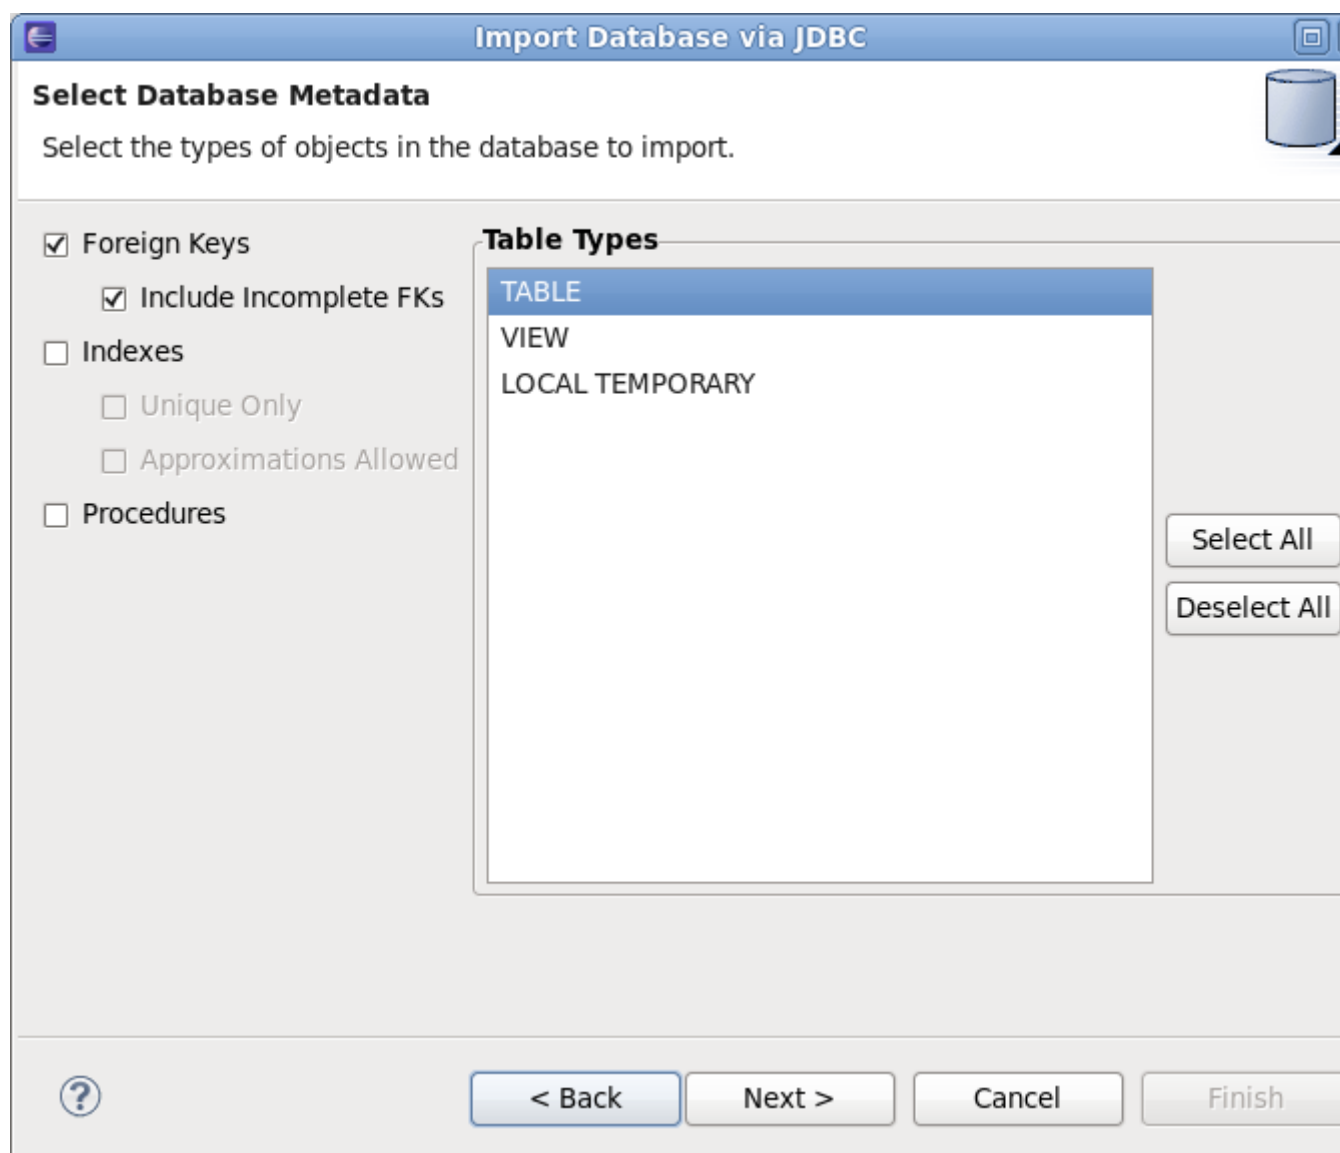 Import Database via JDBC
Select Database Metadata
Select the types of objects in the database to import.
Foreign Keys
Include Incomplete FKs
Indexes
Unique Only
Approximations Allowed
Procedures
Table Types
TABLE
VIEW
LOCAL TEMPORARY
Select All
Deselect All
?
< Back
Next >
Cancel
Finish